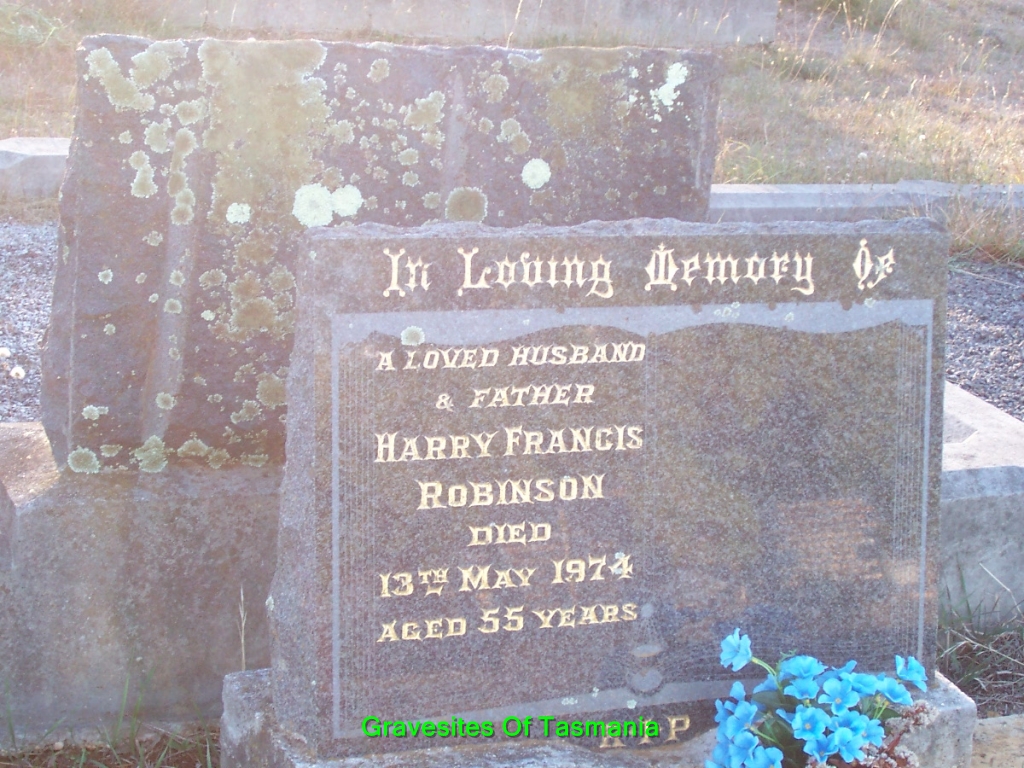 In Loving Memory Of
A LOVED HUSBAND
& FATHER
HARRY FRANCIS
ROBINSON
DIED
13TH MAY 1974
AGED 55 YEARS
Gravesites Of Tasmania